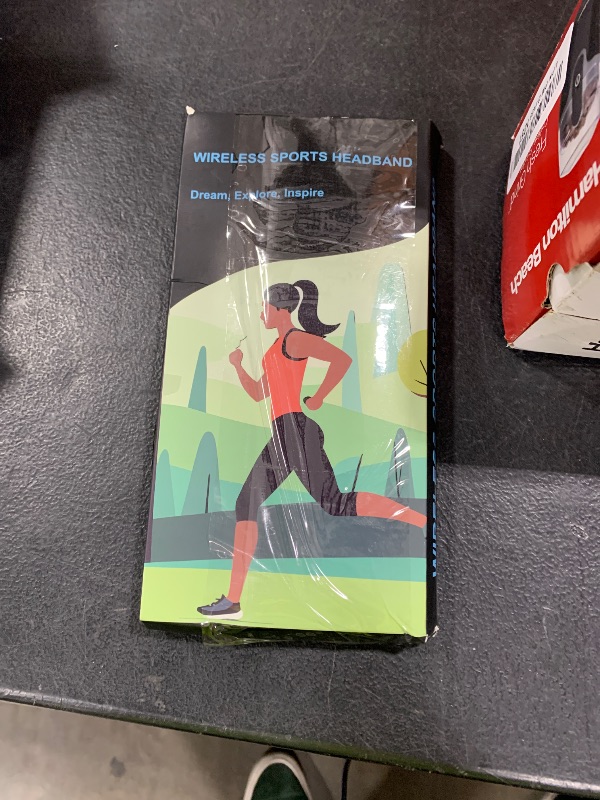 WIRELESS SPORTS HEADBAND
Dream, Explore, Inspire
Hamilton Beach